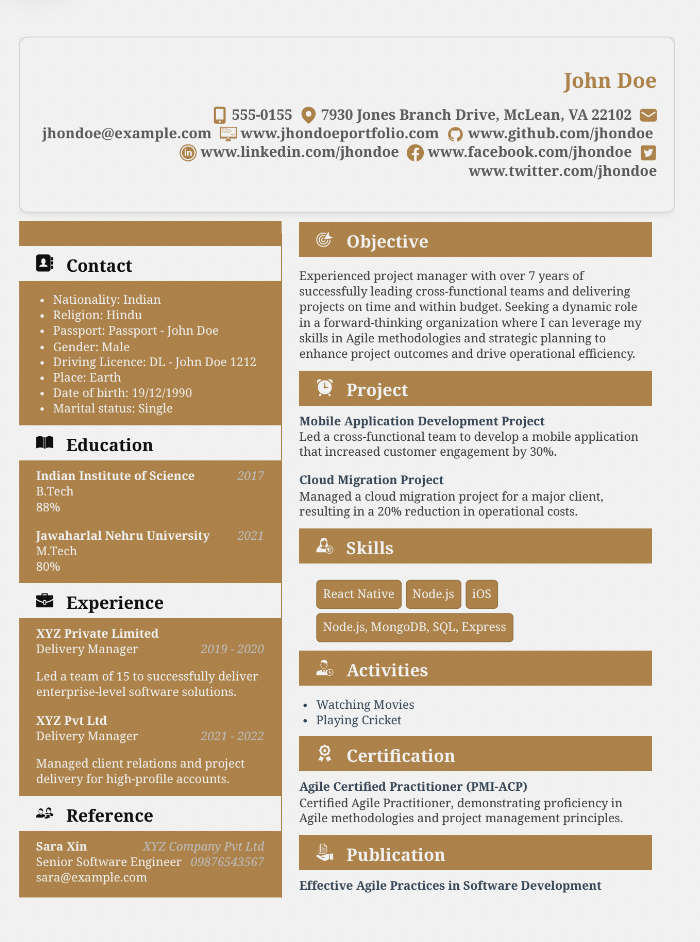 John Doe
555-0155 7930 Jones Branch Drive, McLean, VA 22102
jhondoe@example.com www.jhondoeportfolio.com www.github.com/jhondoe
www.linkedin.com/jhondoe www.facebook.com/jhondoe
www.twitter.com/jhondoe
Contact
• Nationality: Indian
• Religion: Hindu
• Passport: Passport - John Doe
• Gender: Male
• Driving Licence: DL - John Doe 1212
• Place: Earth
• Date of birth: 19/12/1990
• Marital status: Single
Education
Indian Institute of Science 2017
B.Tech
88%
Jawaharlal Nehru University 2021
M.Tech
80%
Experience
XYZ Private Limited
Delivery Manager 2019 - 2020
Led a team of 15 to successfully deliver
enterprise-level software solutions.
XYZ Pvt Ltd
Delivery Manager 2021 - 2022
Managed client relations and project
delivery for high-profile accounts.
Reference
Sara Xin XYZ Company Pvt Ltd
Senior Software Engineer 09876543567
sara@example.com
Objective
Experienced project manager with over 7 years of
successfully leading cross-functional teams and delivering
projects on time and within budget. Seeking a dynamic role
in a forward-thinking organization where I can leverage my
skills in Agile methodologies and strategic planning to
enhance project outcomes and drive operational efficiency.
Project
Mobile Application Development Project
Led a cross-functional team to develop a mobile application
that increased customer engagement by 30%.
Cloud Migration Project
Managed a cloud migration project for a major client,
resulting in a 20% reduction in operational costs.
Skills
React Native Node.js iOS
Node.js, MongoDB, SQL, Express
Activities
• Watching Movies
• Playing Cricket
Certification
Agile Certified Practitioner (PMI-ACP)
Certified Agile Practitioner, demonstrating proficiency in
Agile methodologies and project management principles.
Publication
Effective Agile Practices in Software Development